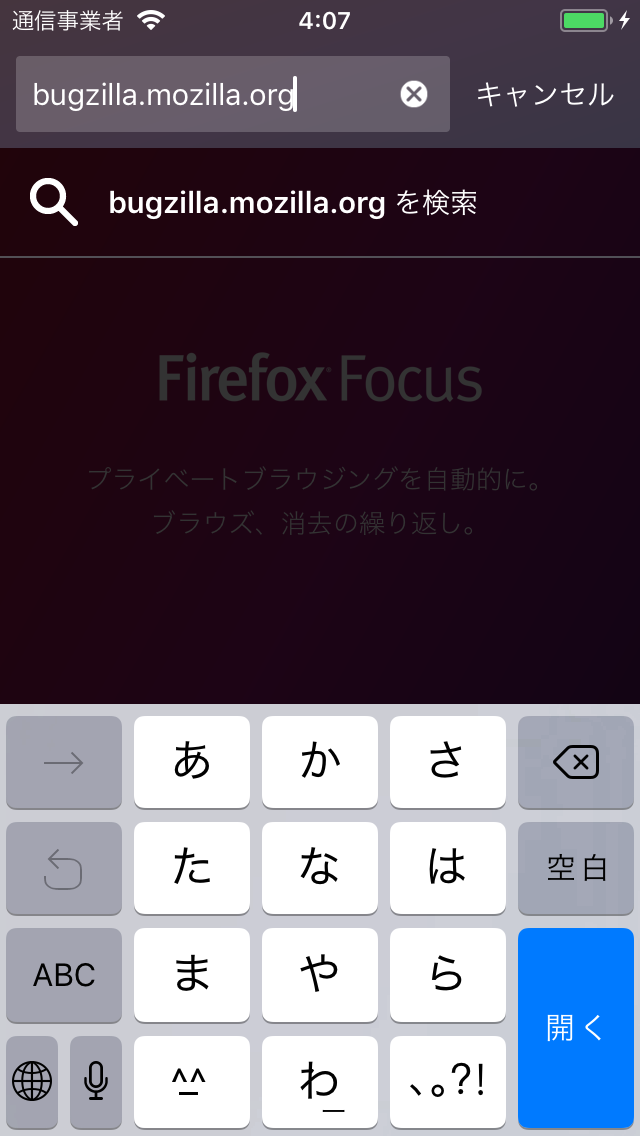 通信事業者 4:07
bugzilla.mozilla.org キャンセル
bugzilla.mozilla.org を検索
Firefox Focus
プライベートブラウジングを自動的に。
ブラウズ、消去の繰り返し。
→ あ か さ
た な は 空白
ABC ま や ら 開く
^^ わ 、。?!